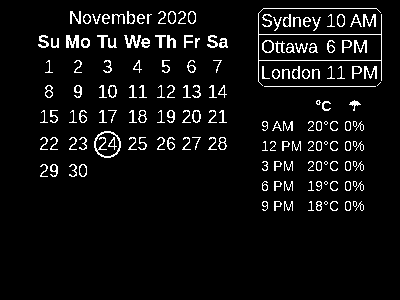 November 2020
Su Mo Tu We Th Fr Sa
1 2 3 4 5 6 7
8 9 10 11 12 13 14
15 16 17 18 19 20 21
22 23 24 25 26 27 28
29 30
Sydney 10 AM
Ottawa 6 PM
London 11 PM
°C ☂
9 AM 20°C 0%
12 PM 20°C 0%
3 PM 20°C 0%
6 PM 19°C 0%
9 PM 18°C 0%